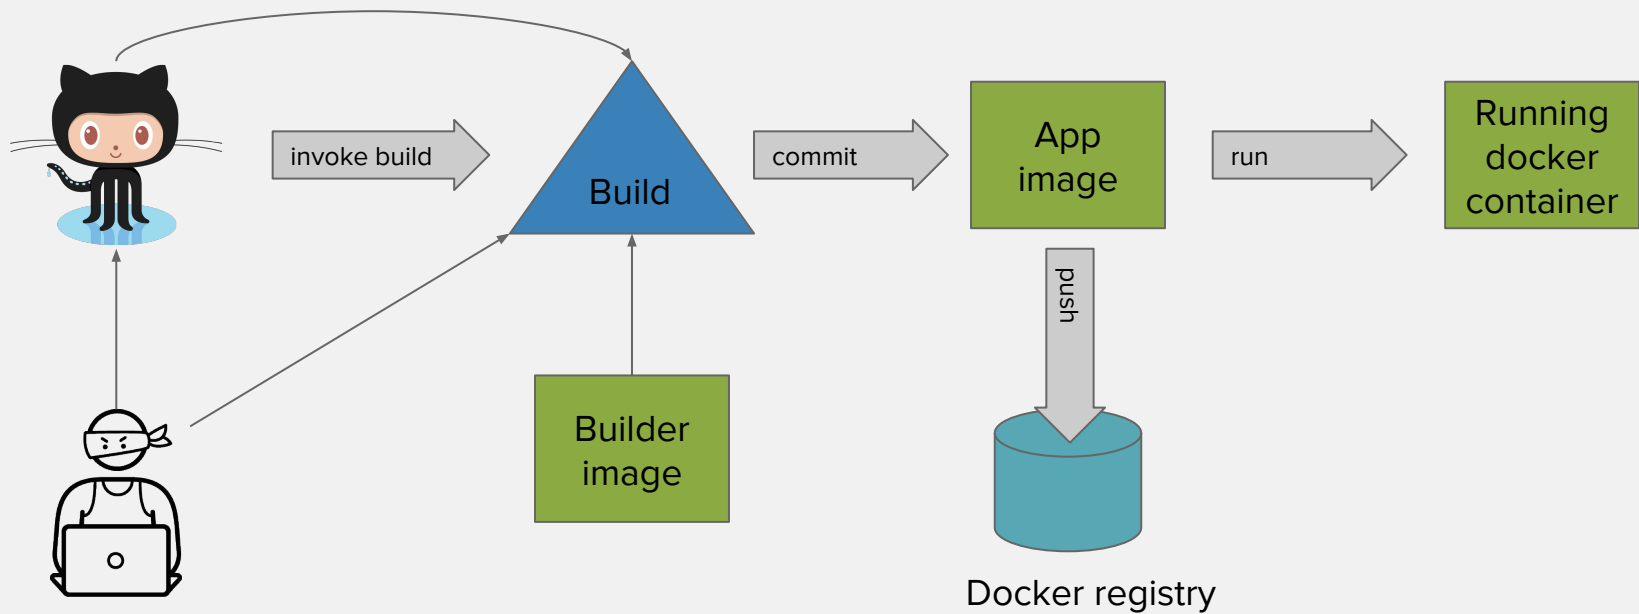 invoke build
Build
commit
App
image
run
Running
docker
container
push
Builder
image
Docker registry